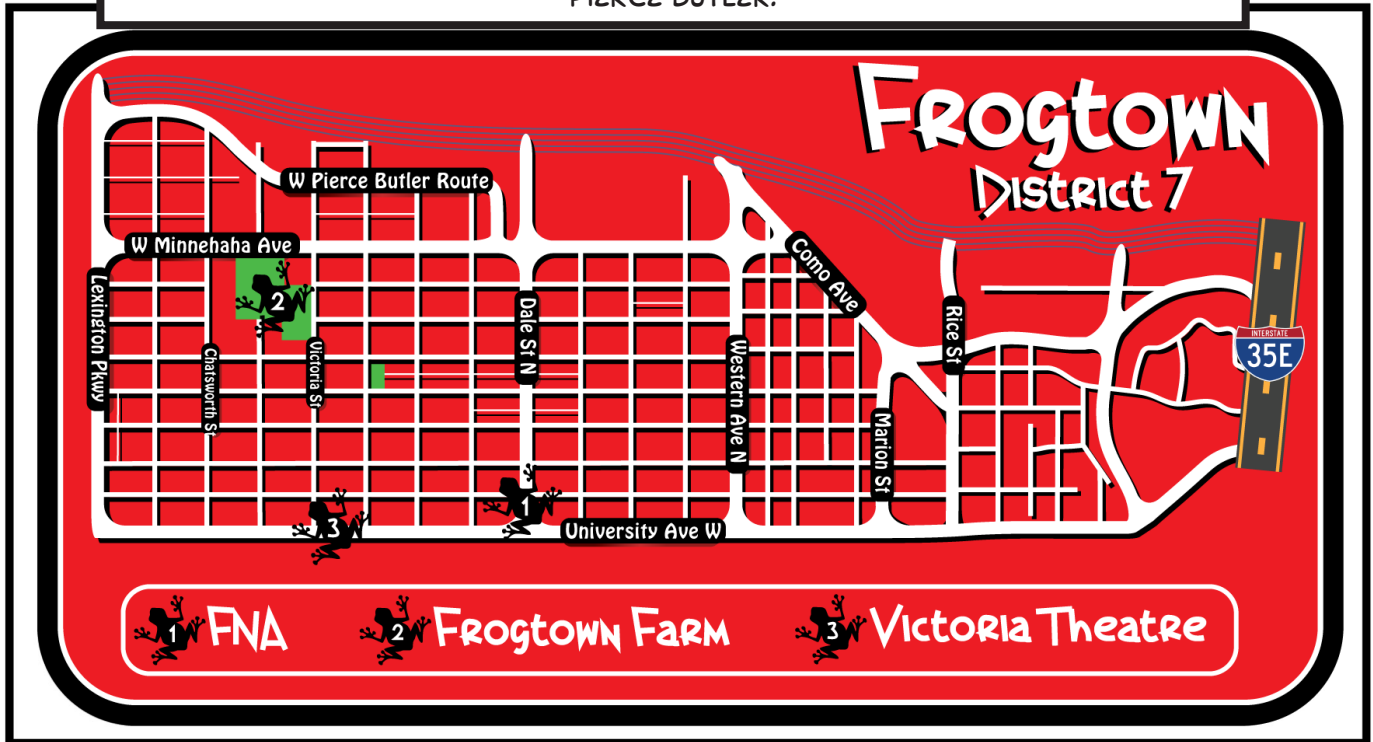 PIERCE BUTLER.
FROGTOWN
DISTRICT 7
W Pierce Butler Route
W Minnehaha Ave
Como Ave
Lexington Pkwy
2
Dale St N
Rice St
INTERSTATE
35E
Chatsworth St
Victoria St
Western Ave N
Marion St
1
3
University Ave W
1 FNA
2 FROGTOWN FARM
3 VICTORIA THEATRE